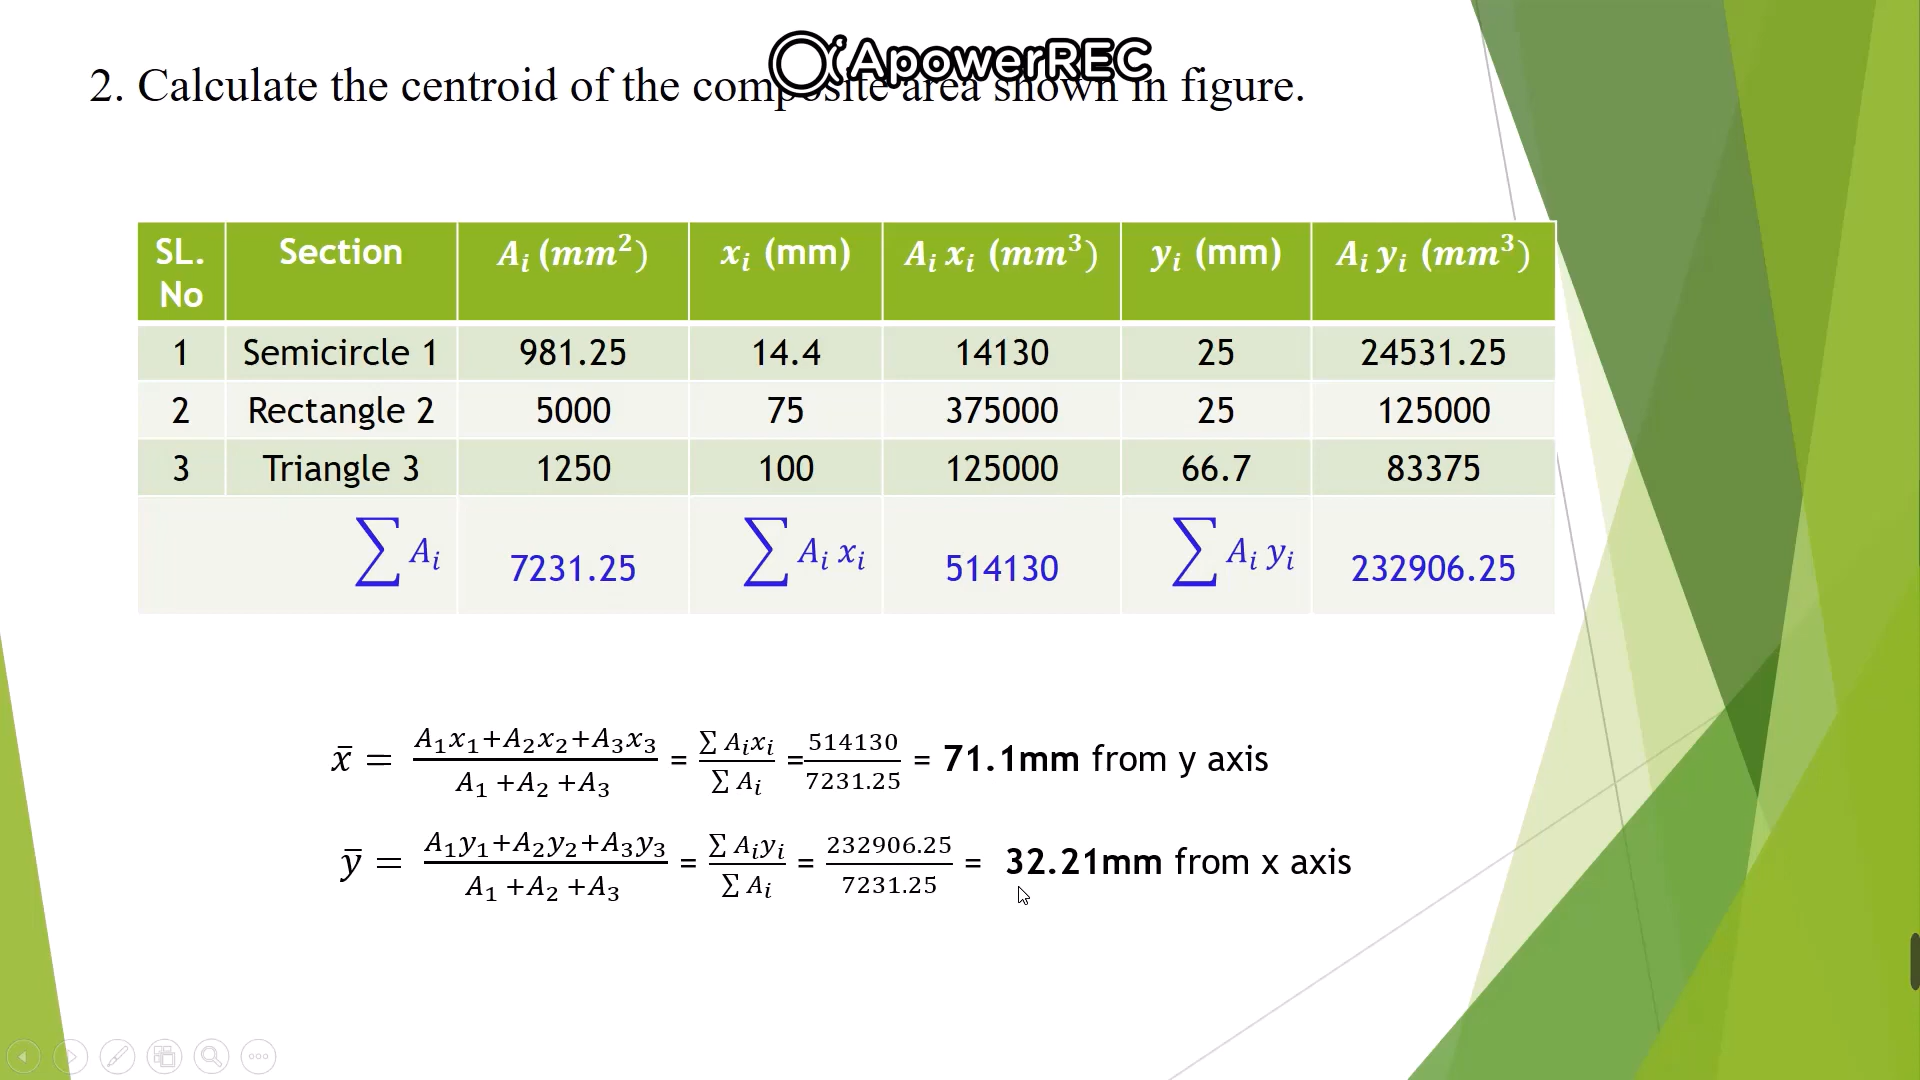 ApowerREC
2. Calculate the centroid of the composite area shown in figure.
SL. No Section Aᵢ (mm²) xᵢ (mm) Aᵢ xᵢ (mm³) yᵢ (mm) Aᵢ yᵢ (mm³)
1 Semicircle 1 981.25 14.4 14130 25 24531.25
2 Rectangle 2 5000 75 375000 25 125000
3 Triangle 3 1250 100 125000 66.7 83375
∑ Aᵢ 7231.25 ∑ Aᵢ xᵢ 514130 ∑ Aᵢ yᵢ 232906.25
x̄ = (A₁x₁+A₂x₂+A₃x₃)/(A₁ +A₂ +A₃) = (∑ Aᵢxᵢ)/(∑ Aᵢ) = 514130/7231.25 = 71.1mm from y axis
ȳ = (A₁y₁+A₂y₂+A₃y₃)/(A₁ +A₂ +A₃) = (∑ Aᵢyᵢ)/(∑ Aᵢ) = 232906.25/7231.25 = 32.21mm from x axis